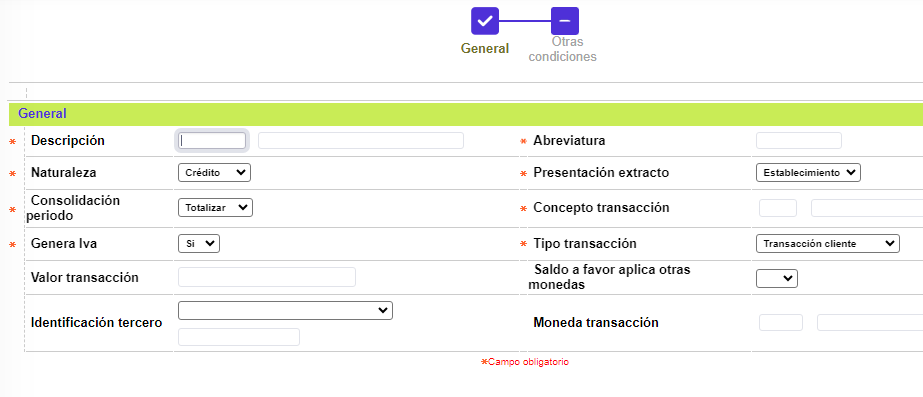 General
Otras
condiciones
General
* Descripción
* Abreviatura
* Naturaleza
Crédito
* Presentación extracto
Establecimiento
* Consolidación
periodo
Totalizar
* Concepto transacción
* Genera Iva
Si
* Tipo transacción
Transacción cliente
Valor transacción
Saldo a favor aplica otras
monedas
Identificación tercero
Moneda transacción
*Campo obligatorio